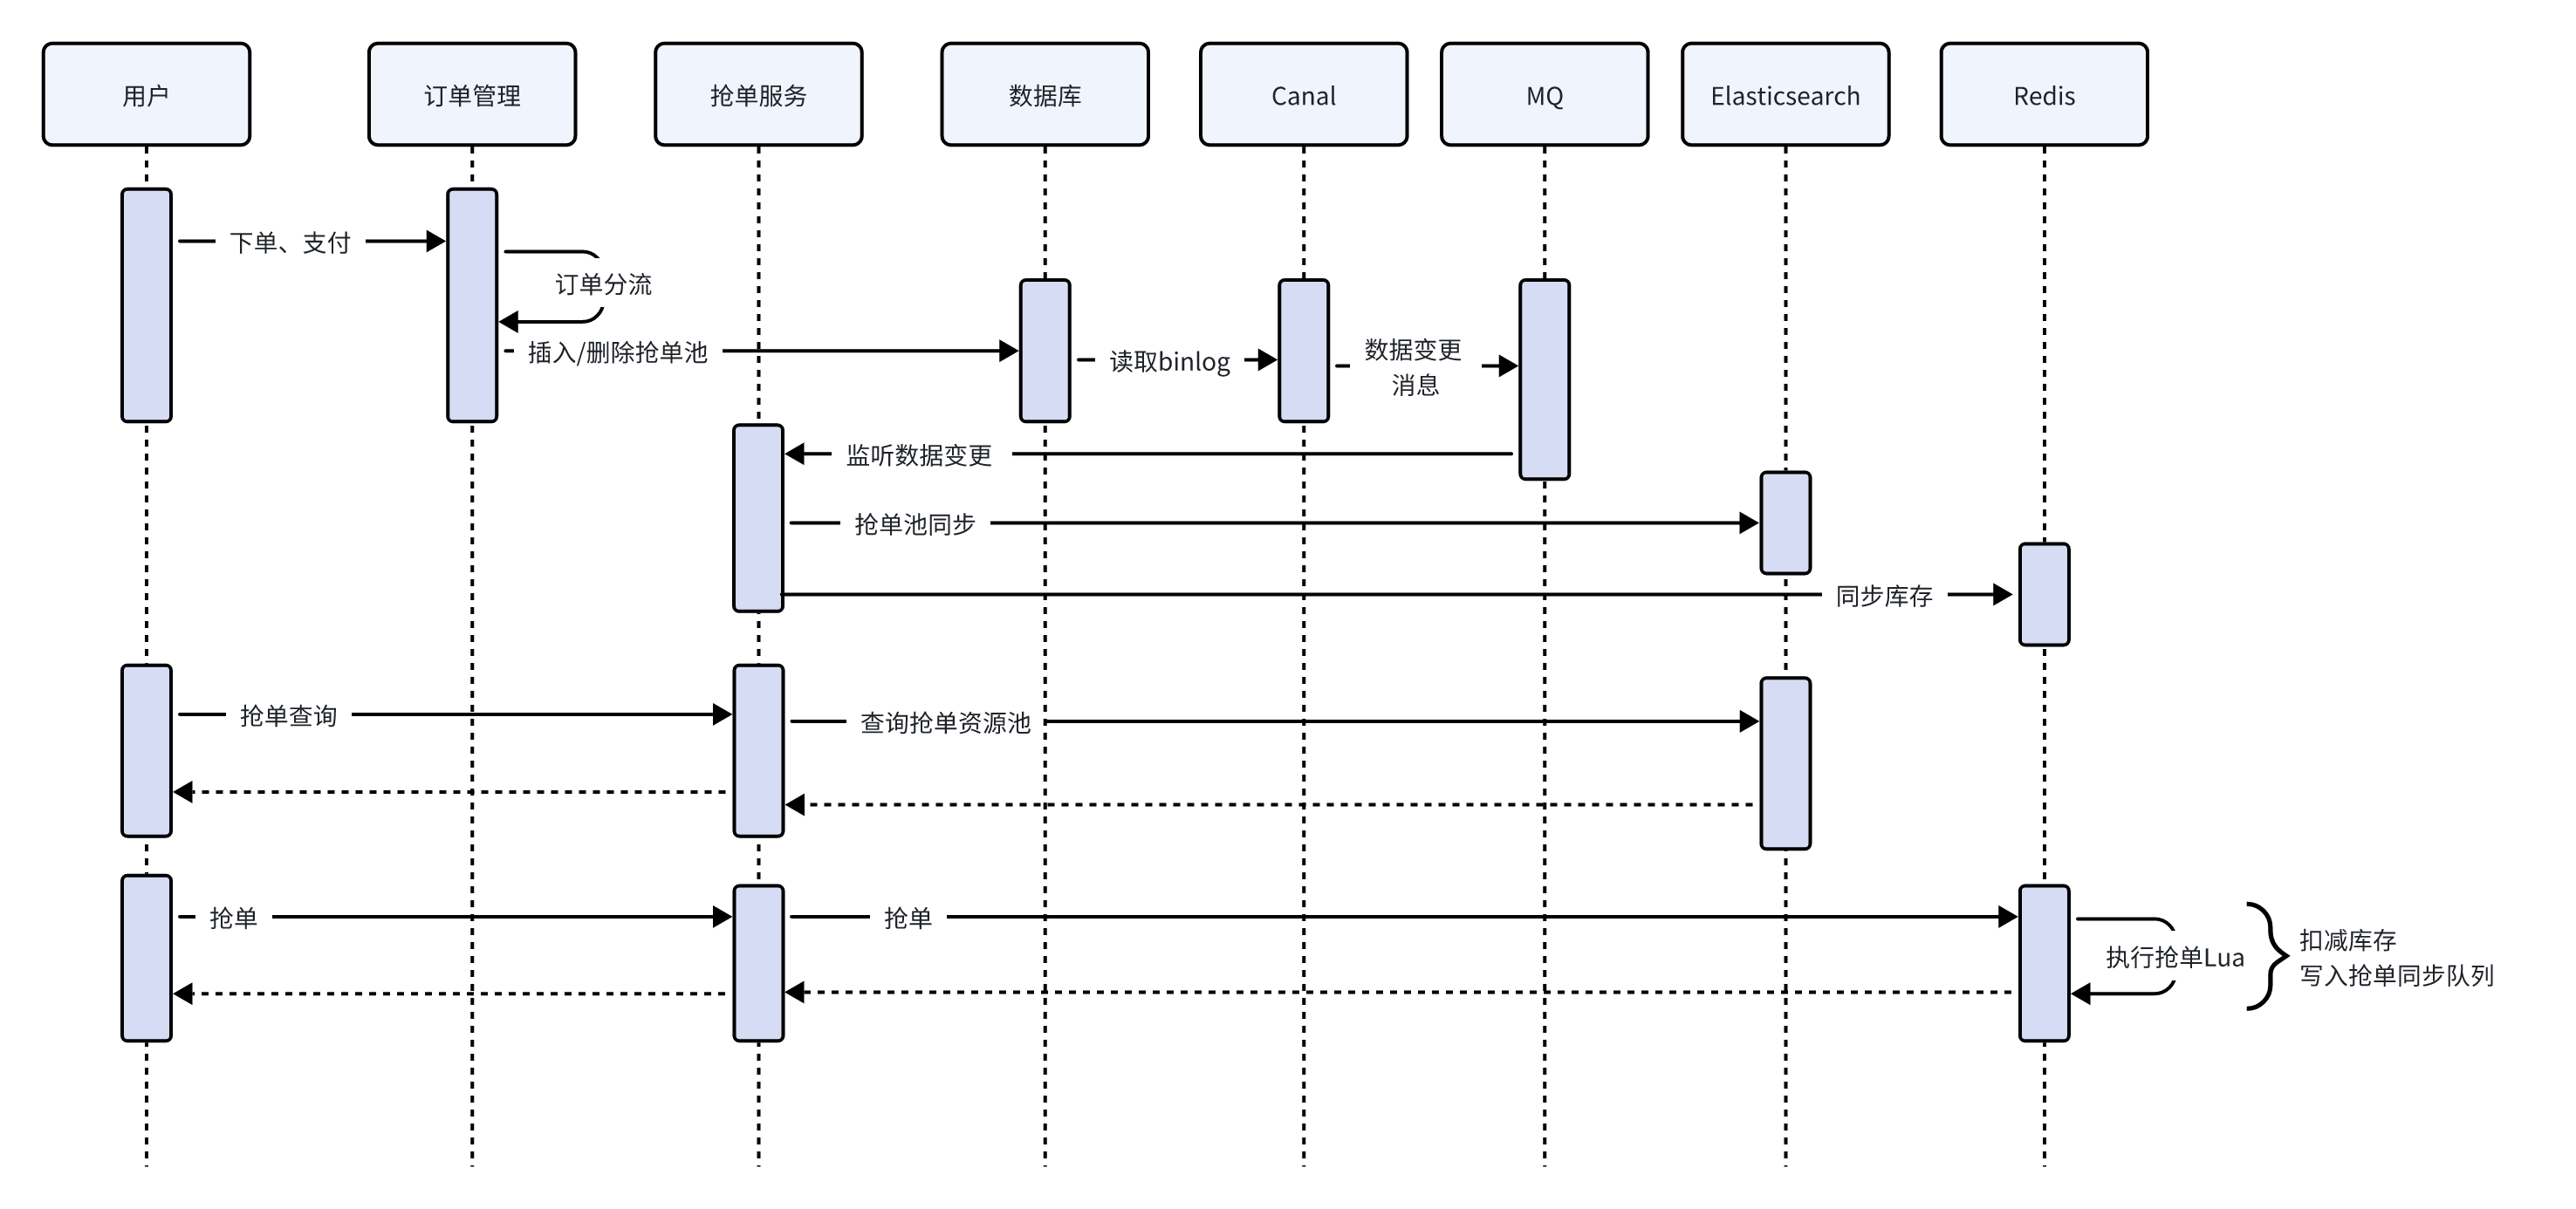 用户
订单管理
抢单服务
数据库
Canal
MQ
Elasticsearch
Redis
下单、支付
订单分流
插入/删除抢单池
读取binlog
数据变更
消息
监听数据变更
抢单池同步
同步库存
抢单查询
查询抢单资源池
抢单
抢单
执行抢单Lua
扣减库存
写入抢单同步队列